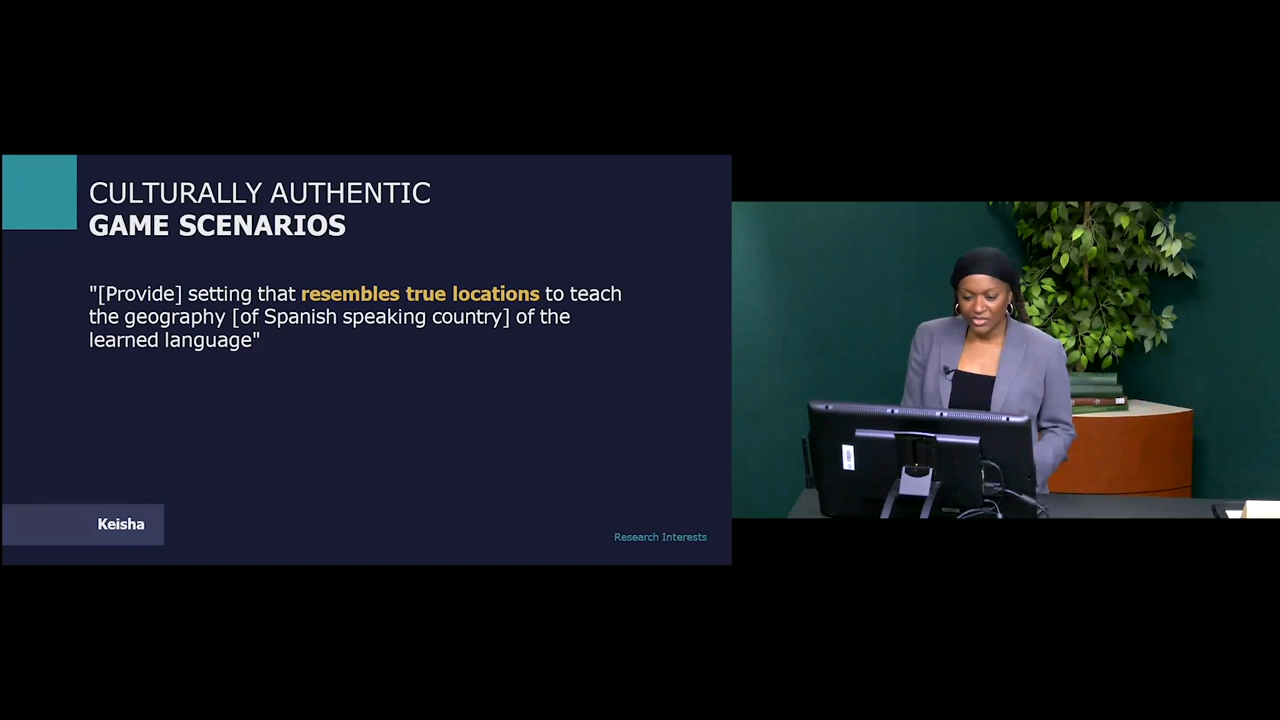 CULTURALLY AUTHENTIC
GAME SCENARIOS
"[Provide] setting that resembles true locations to teach
the geography [of Spanish speaking country] of the
learned language"
Keisha
Research Interests